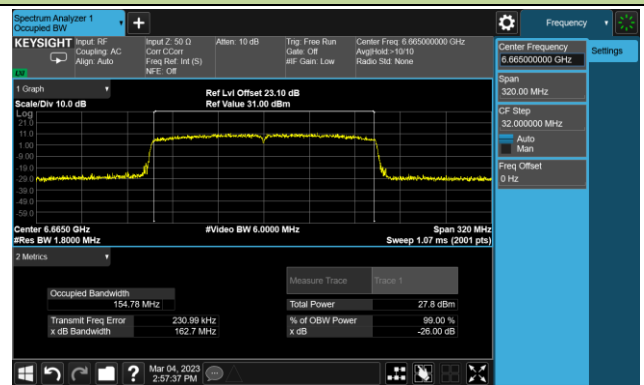 Spectrum Analyzer 1
Occupied BW
+
Frequency
KEYSIGHT
Input: RF
Coupling: AC
Align: Auto
Input Z: 50 Ω
Corr CCorr
Freq Ref: Int (S)
NFE: Off
Atten: 10 dB
Trig: Free Run
Gate: Off
#IF Gain: Low
Center Freq: 6.665000000 GHz
Avg|Hold:>10/10
Radio Std: None
Center Frequency
6.665000000 GHz
Settings
Span
320.00 MHz
CF Step
32.000000 MHz
Auto
Man
Freq Offset
0 Hz
1 Graph
Scale/Div 10.0 dB
Ref Lvl Offset 23.10 dB
Ref Value 31.00 dBm
Log
21.0
11.0
1.00
-9.00
-19.0
-29.0
-39.0
-49.0
-59.0
Center 6.6650 GHz
#Res BW 1.8000 MHz
#Video BW 6.0000 MHz
Span 320 MHz
Sweep 1.07 ms (2001 pts)
2 Metrics
Measure Trace
Trace 1
Occupied Bandwidth
154.78 MHz
Total Power
27.8 dBm
Transmit Freq Error
230.99 kHz
% of OBW Power
99.00 %
x dB Bandwidth
162.7 MHz
x dB
-26.00 dB
?
Mar 04, 2023
2:57:37 PM